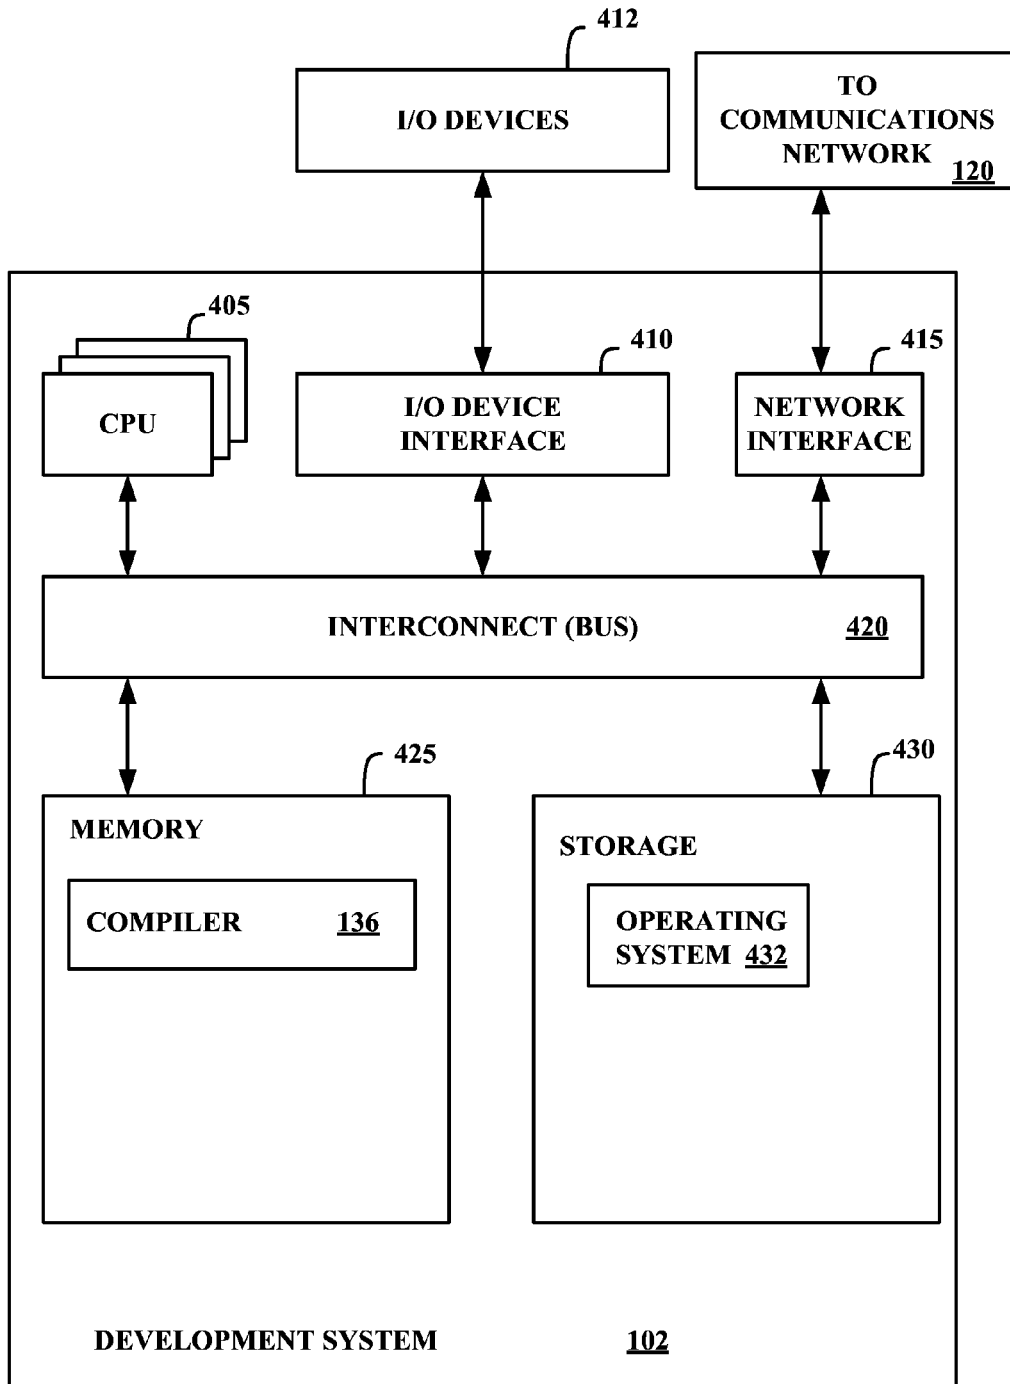 412
I/O DEVICES
TO
COMMUNICATIONS
NETWORK
120
405
CPU
410
I/O DEVICE
INTERFACE
415
NETWORK
INTERFACE
INTERCONNECT (BUS) 420
425
MEMORY
COMPILER 136
430
STORAGE
OPERATING
SYSTEM 432
DEVELOPMENT SYSTEM 102